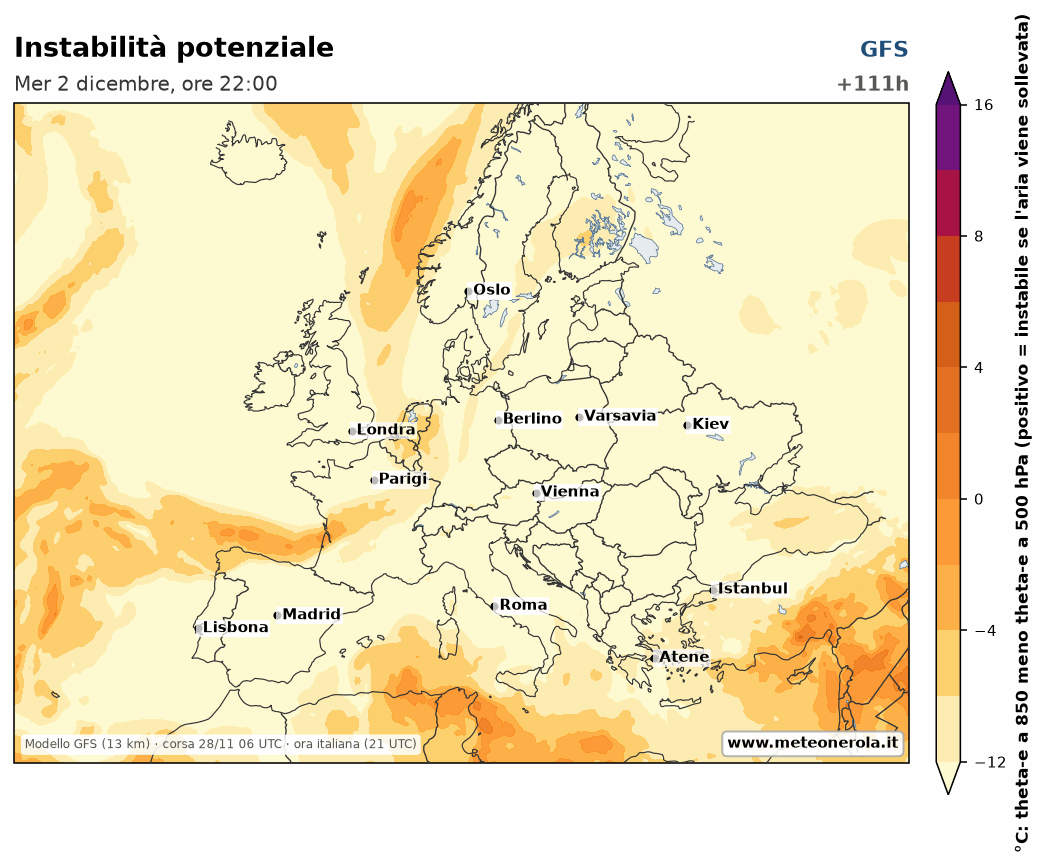 Instabilità potenziale
GFS
Mer 2 dicembre, ore 22:00
+111h
Oslo
Berlino
Varsavia
Kiev
Londra
Parigi
Vienna
Istanbul
Roma
Madrid
Lisbona
Atene
Modello GFS (13 km) · corsa 28/11 06 UTC · ora italiana (21 UTC)
www.meteonerola.it
16
8
4
0
−4
−12
°C: theta-e a 850 meno theta-e a 500 hPa (positivo = instabile se l'aria viene sollevata)